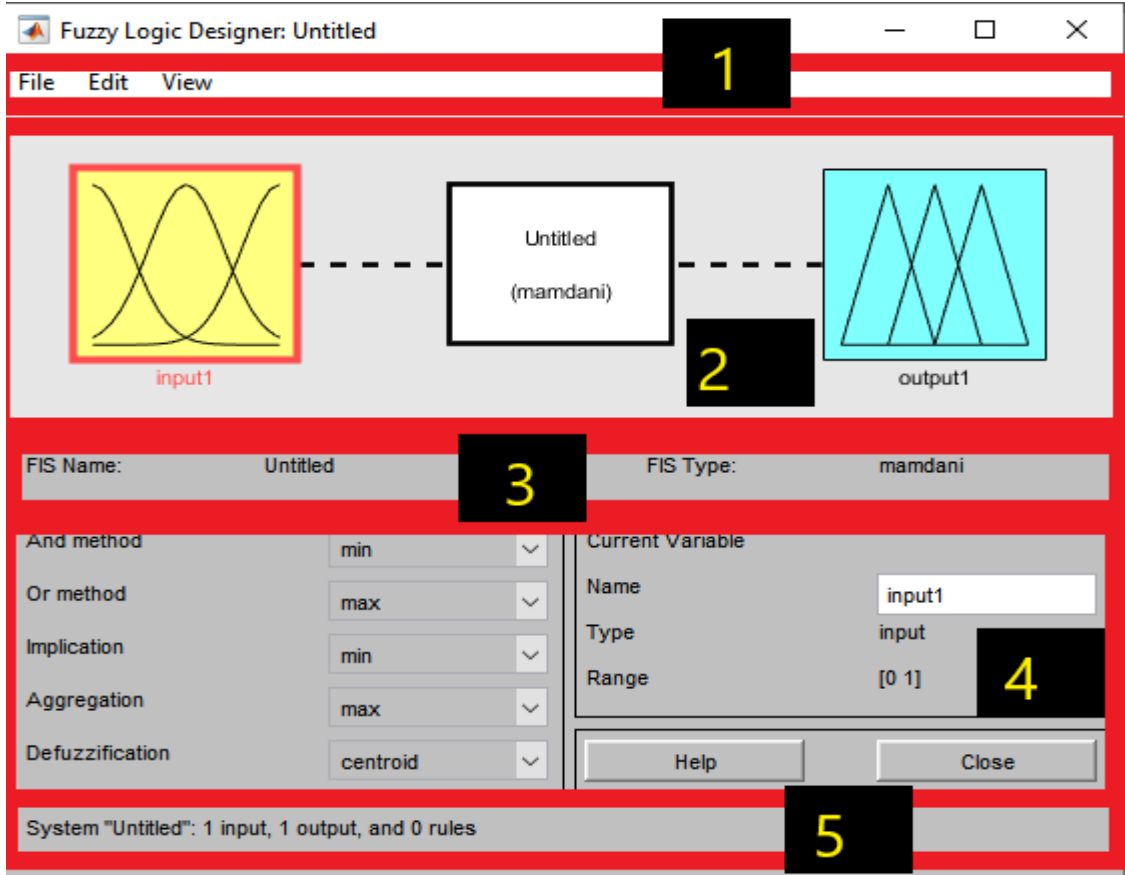 Fuzzy Logic Designer: Untitled
1
File Edit View
Untitled
(mamdani)
2
input1
output1
FIS Name: Untitled
3
FIS Type: mamdani
And method min
Or method max
Implication min
Aggregation max
Defuzzification centroid
Current Variable
Name input1
Type input
Range [0 1]
4
Help Close
System "Untitled": 1 input, 1 output, and 0 rules
5